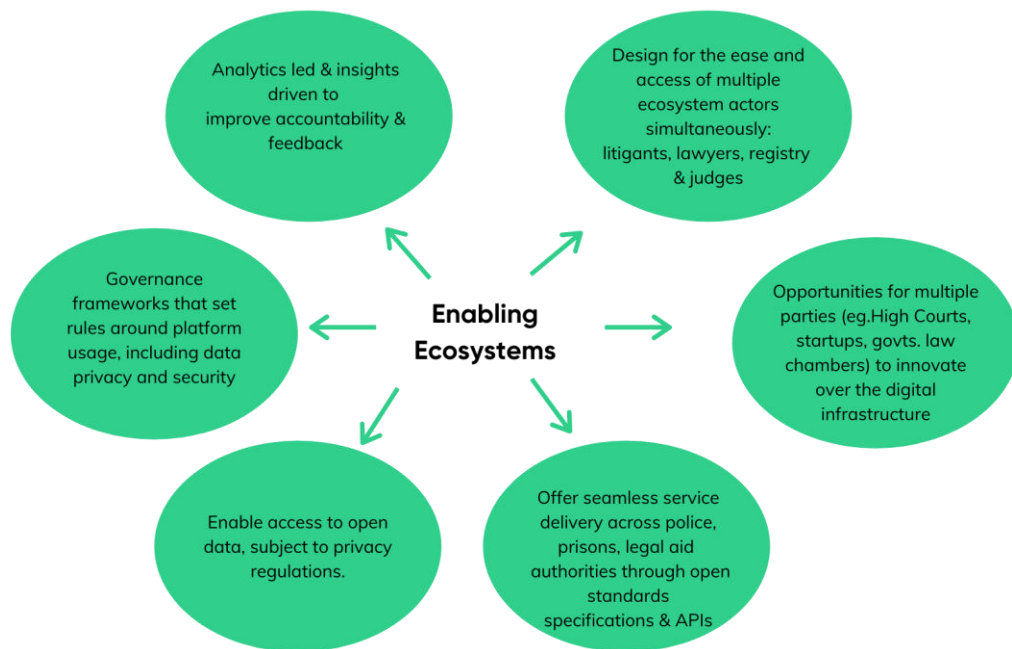 Analytics led & insights
driven to
improve accountability &
feedback
Design for the ease and
access of multiple
ecosystem actors
simultaneously:
litigants, lawyers, registry
& judges
Governance
frameworks that set
rules around platform
usage, including data
privacy and security
Enabling
Ecosystems
Opportunities for multiple
parties (eg.High Courts,
startups, govts. law
chambers) to innovate
over the digital
infrastructure
Enable access to open
data, subject to privacy
regulations.
Offer seamless service
delivery across police,
prisons, legal aid
authorities through open
standards
specifications & APIs